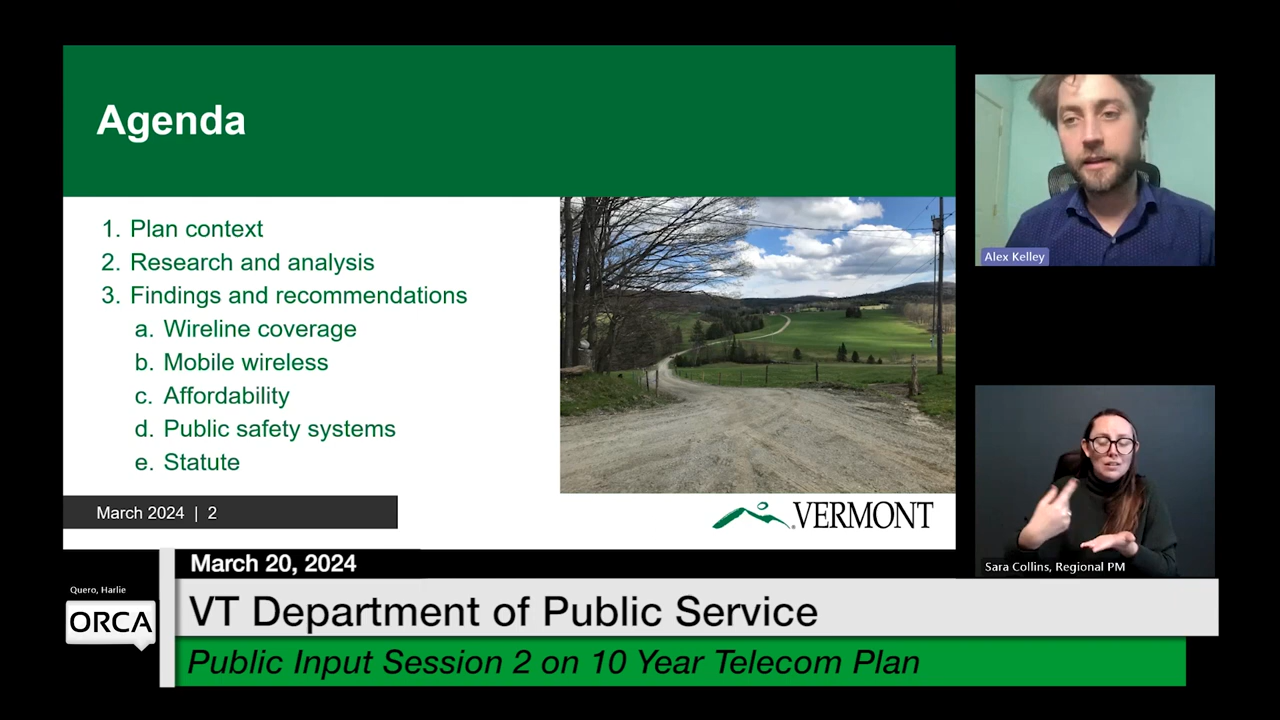 Agenda
1. Plan context
2. Research and analysis
3. Findings and recommendations
a. Wireline coverage
b. Mobile wireless
c. Affordability
d. Public safety systems
e. Statute
March 2024 | 2
VERMONT
Alex Kelley
Sara Collins, Regional PM
March 20, 2024
Quero, Harlie
ORCA
VT Department of Public Service
Public Input Session 2 on 10 Year Telecom Plan